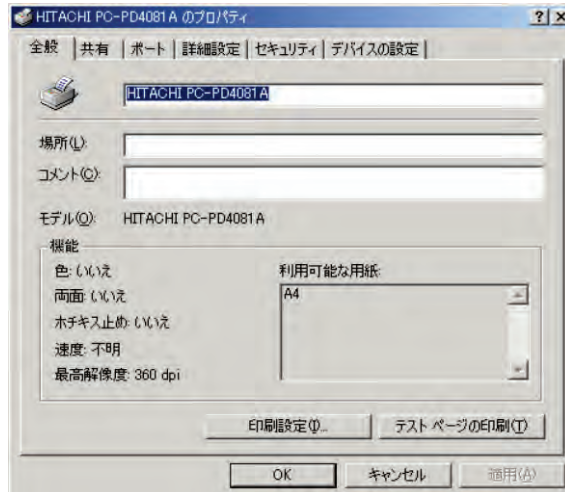 HITACHI PC-PD4081A のプロパティ
全般 共有 ポート 詳細設定 セキュリティ デバイスの設定
HITACHI PC-PD4081A
場所(L):
コメント(C):
モデル(O): HITACHI PC-PD4081A
機能
色: いいえ
両面: いいえ
ホチキス止め: いいえ
速度: 不明
最高解像度: 360 dpi
利用可能な用紙:
A4
印刷設定(I)... テスト ページの印刷(T)
OK キャンセル 適用(A)